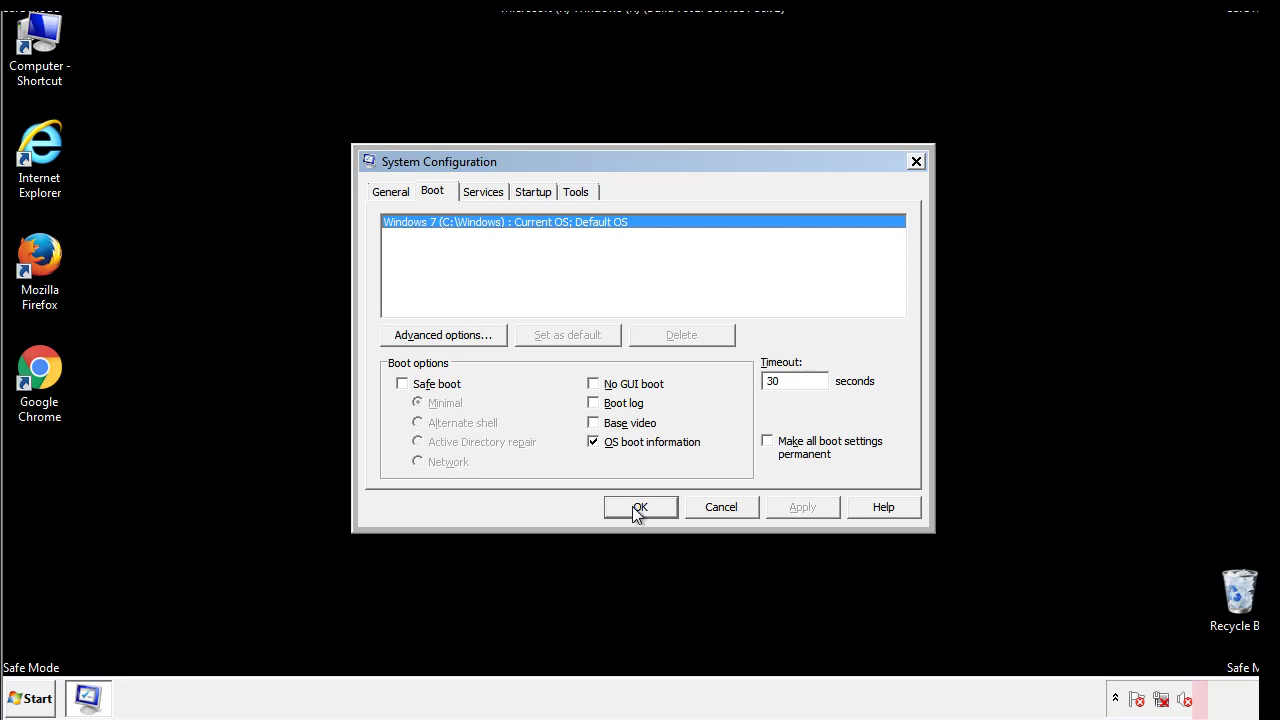 Computer -
Shortcut
Internet
Explorer
Mozilla
Firefox
Google
Chrome
System Configuration
General
Boot
Services
Startup
Tools
Windows 7 (C:\Windows) : Current OS; Default OS
Advanced options...
Set as default
Delete
Boot options
Safe boot
Minimal
Alternate shell
Active Directory repair
Network
No GUI boot
Boot log
Base video
OS boot information
Timeout:
30 seconds
Make all boot settings
permanent
OK
Cancel
Apply
Help
Recycle B
Safe Mode
Safe M
Start